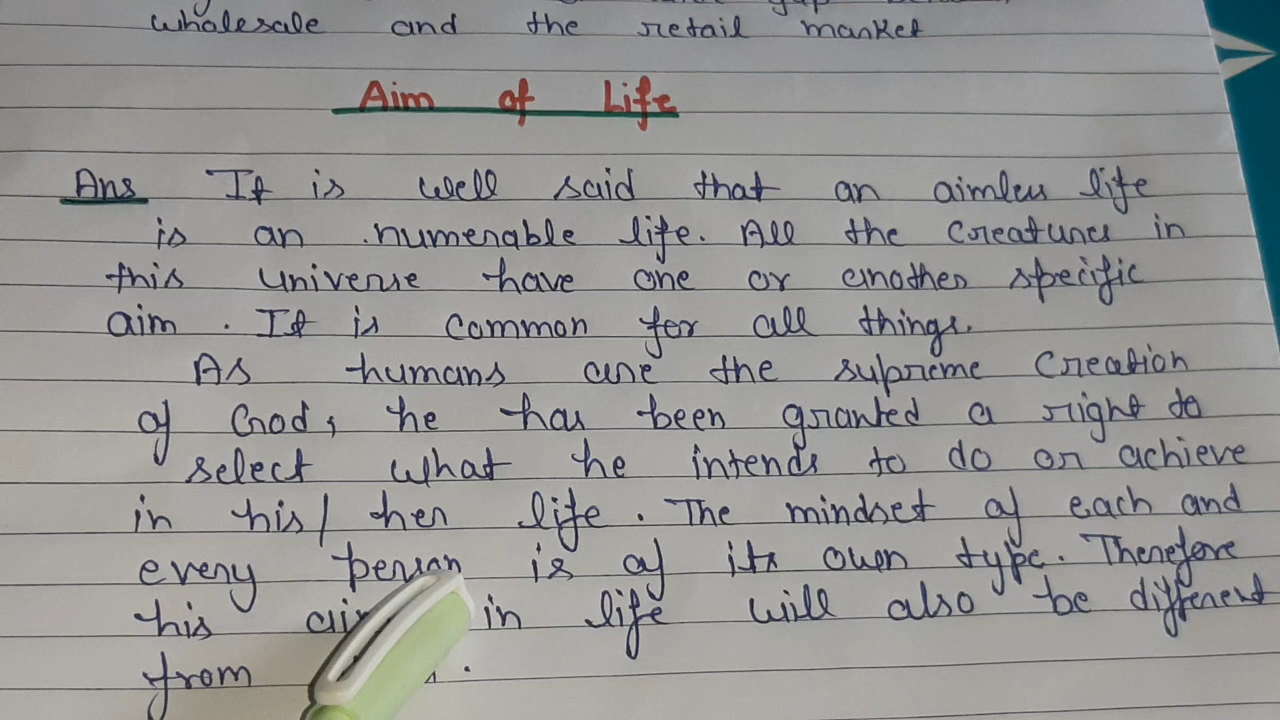 wholesale and the retail market
Aim of Life
Ans It is well said that an aimless life
is an numerable life. All the creatures in
this universe have one or another specific
aim. It is common for all things.
As humans are the supreme creation
of God, he has been granted a right to
select what he intends to do or achieve
in his/her life. The mindset of each and
every person is of its own type. Therefore
his aim in life will also be different
from